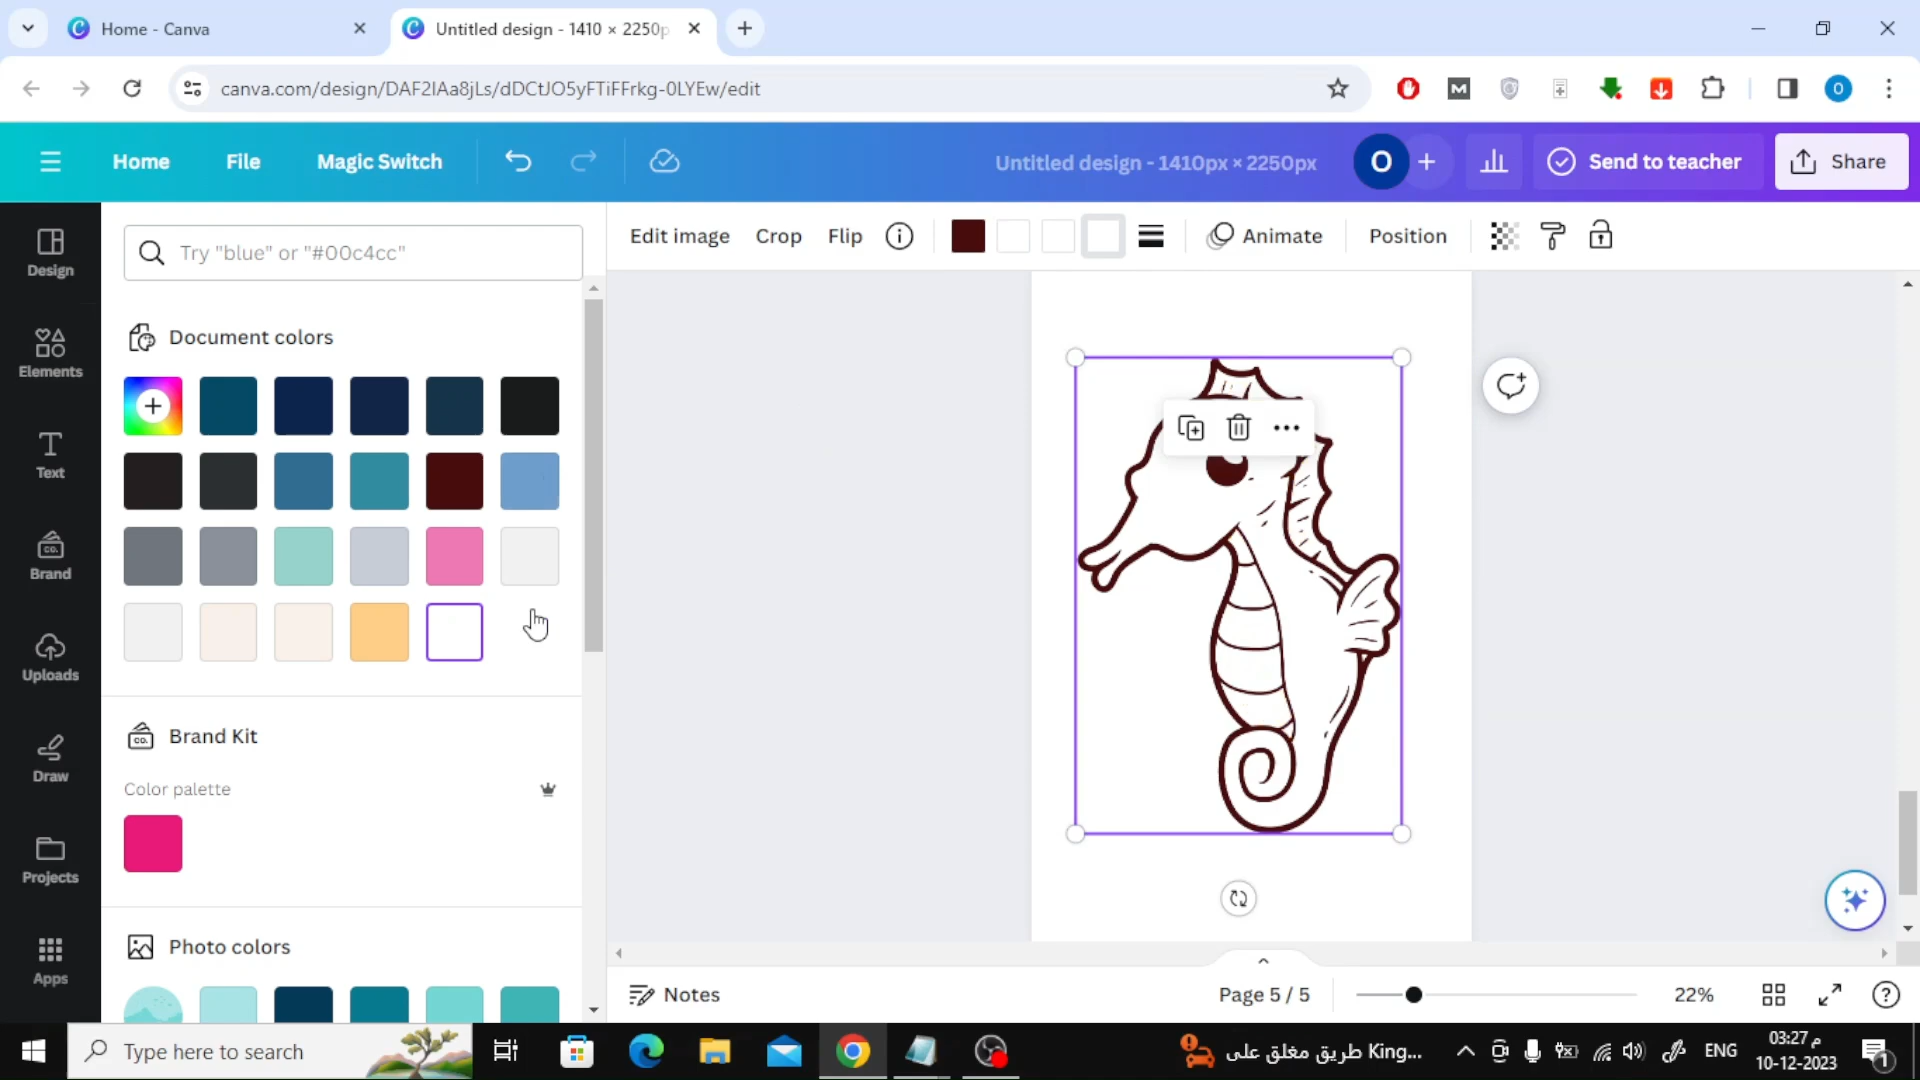 Home - Canva
Untitled design - 1410 × 2250p
canva.com/design/DAF2IAa8jLs/dDCtJO5yFTiFFrkg-0LYEw/edit
Home
File
Magic Switch
Untitled design - 1410px × 2250px
O
Send to teacher
Share
Design
Elements
Text
Brand
Uploads
Draw
Projects
Apps
Try "blue" or "#00c4cc"
Document colors
Brand Kit
Color palette
Photo colors
Edit image
Crop
Flip
Animate
Position
Notes
Page 5 / 5
22%
Type here to search
طريق مغلق على King...
ENG
03:27 م
10-12-2023
1